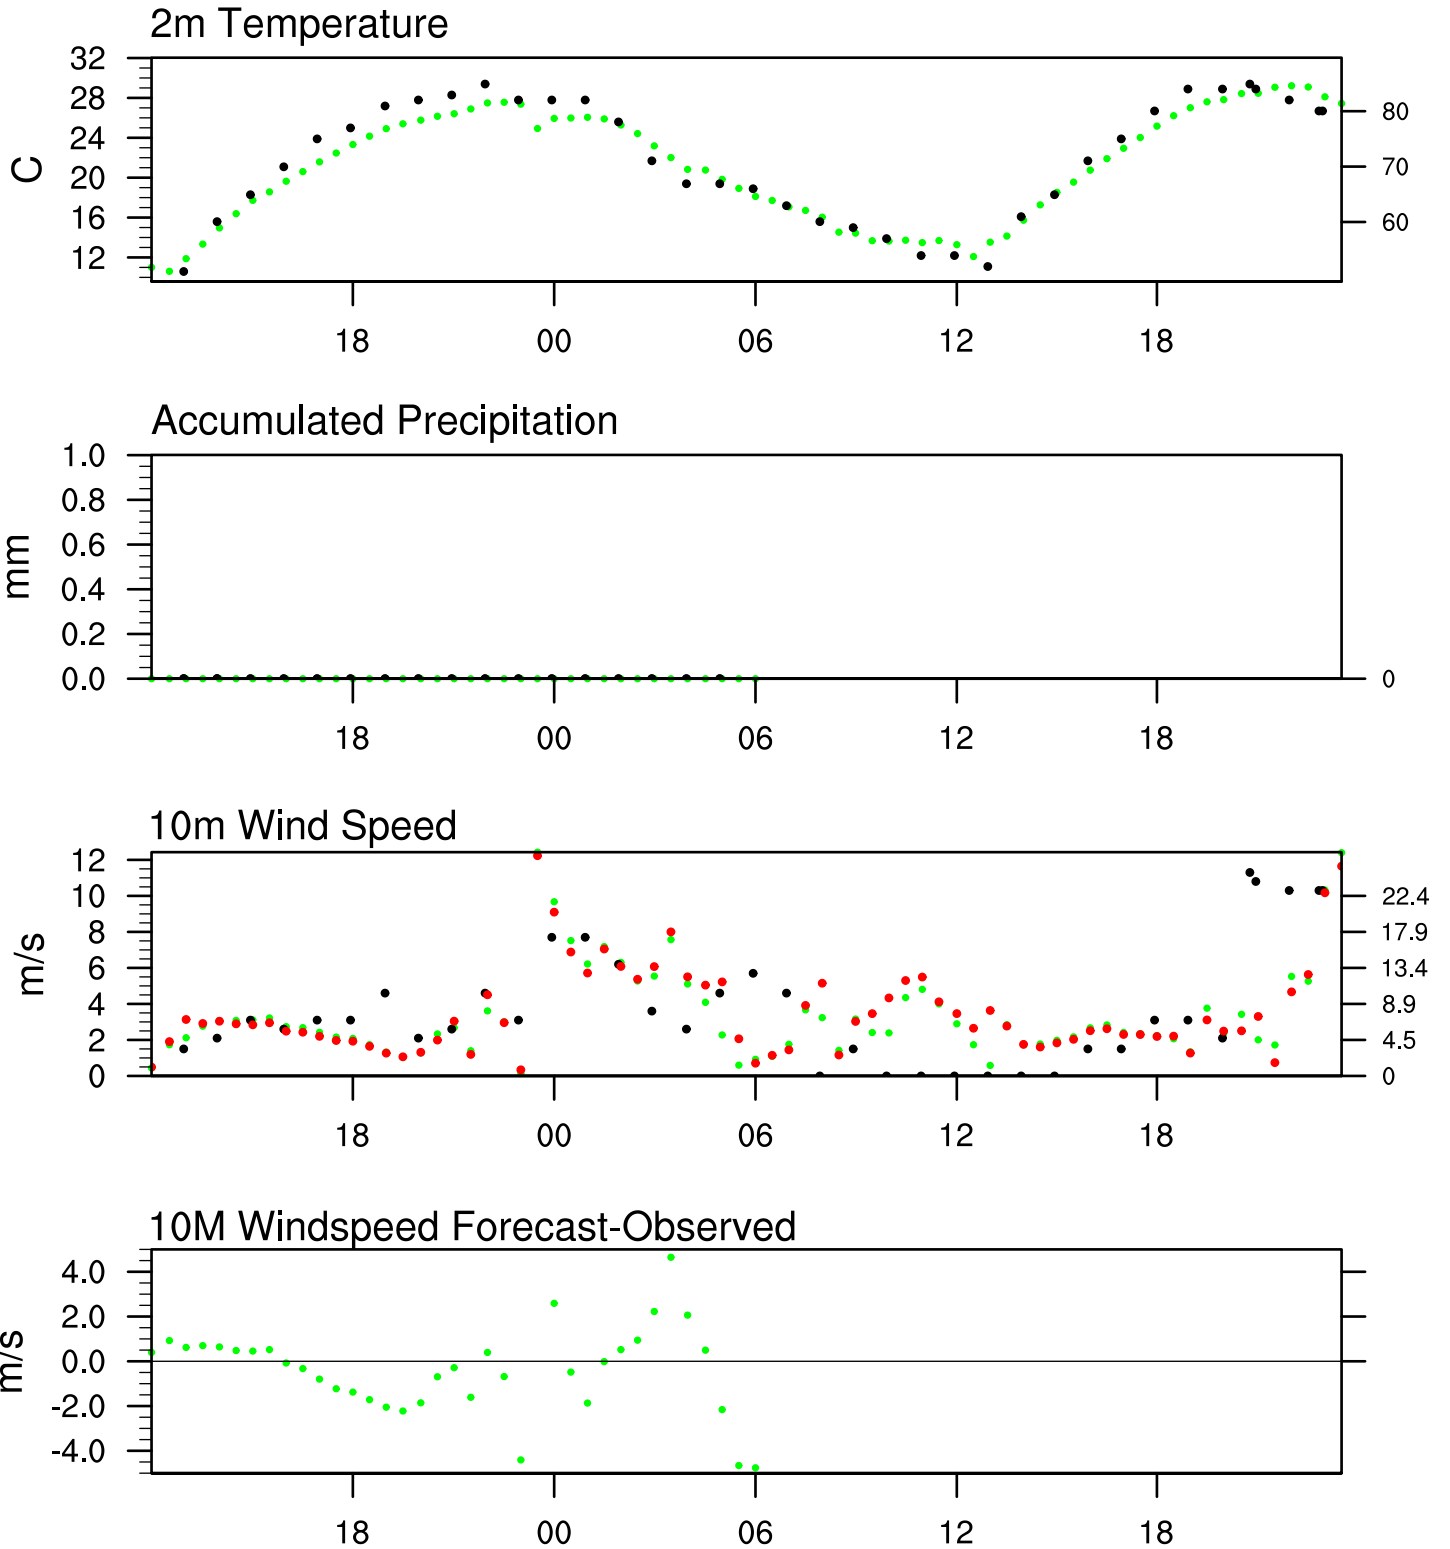 2m Temperature
32
28
24
20
16
12
C
80
70
60
18 00 06 12 18
Accumulated Precipitation
1.0
0.8
0.6
0.4
0.2
0.0
mm
0
18 00 06 12 18
10m Wind Speed
12
10
8
6
4
2
0
m/s
22.4
17.9
13.4
8.9
4.5
0
18 00 06 12 18
10M Windspeed Forecast-Observed
4.0
2.0
0.0
-2.0
-4.0
m/s
18 00 06 12 18